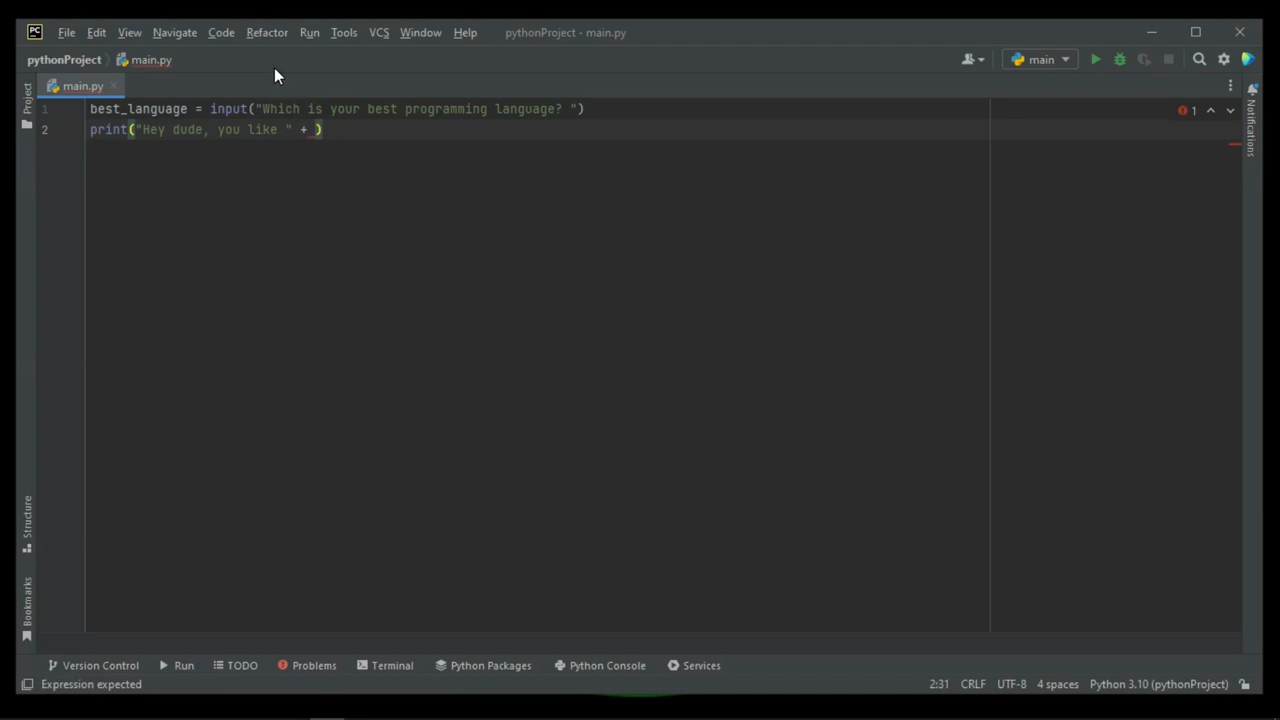 PC File Edit View Navigate Code Refactor Run Tools VCS Window Help pythonProject - main.py
pythonProject main.py main
main.py
1 best_language = input("Which is your best programming language? ") 1
2 print("Hey dude, you like " + )
Project
Notifications
Structure
Bookmarks
Version Control Run TODO Problems Terminal Python Packages Python Console Services
Expression expected 2:31 CRLF UTF-8 4 spaces Python 3.10 (pythonProject)